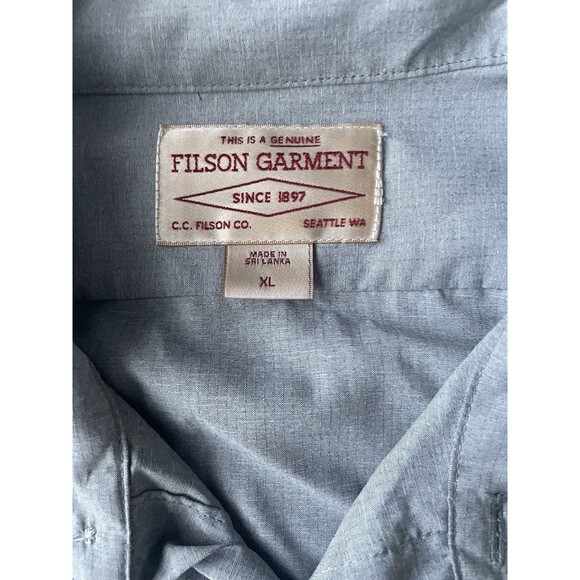 THIS IS A GENUINE
FILSON GARMENT
SINCE 1897
C.C. FILSON CO. SEATTLE WA
MADE IN
SRI LANKA
XL